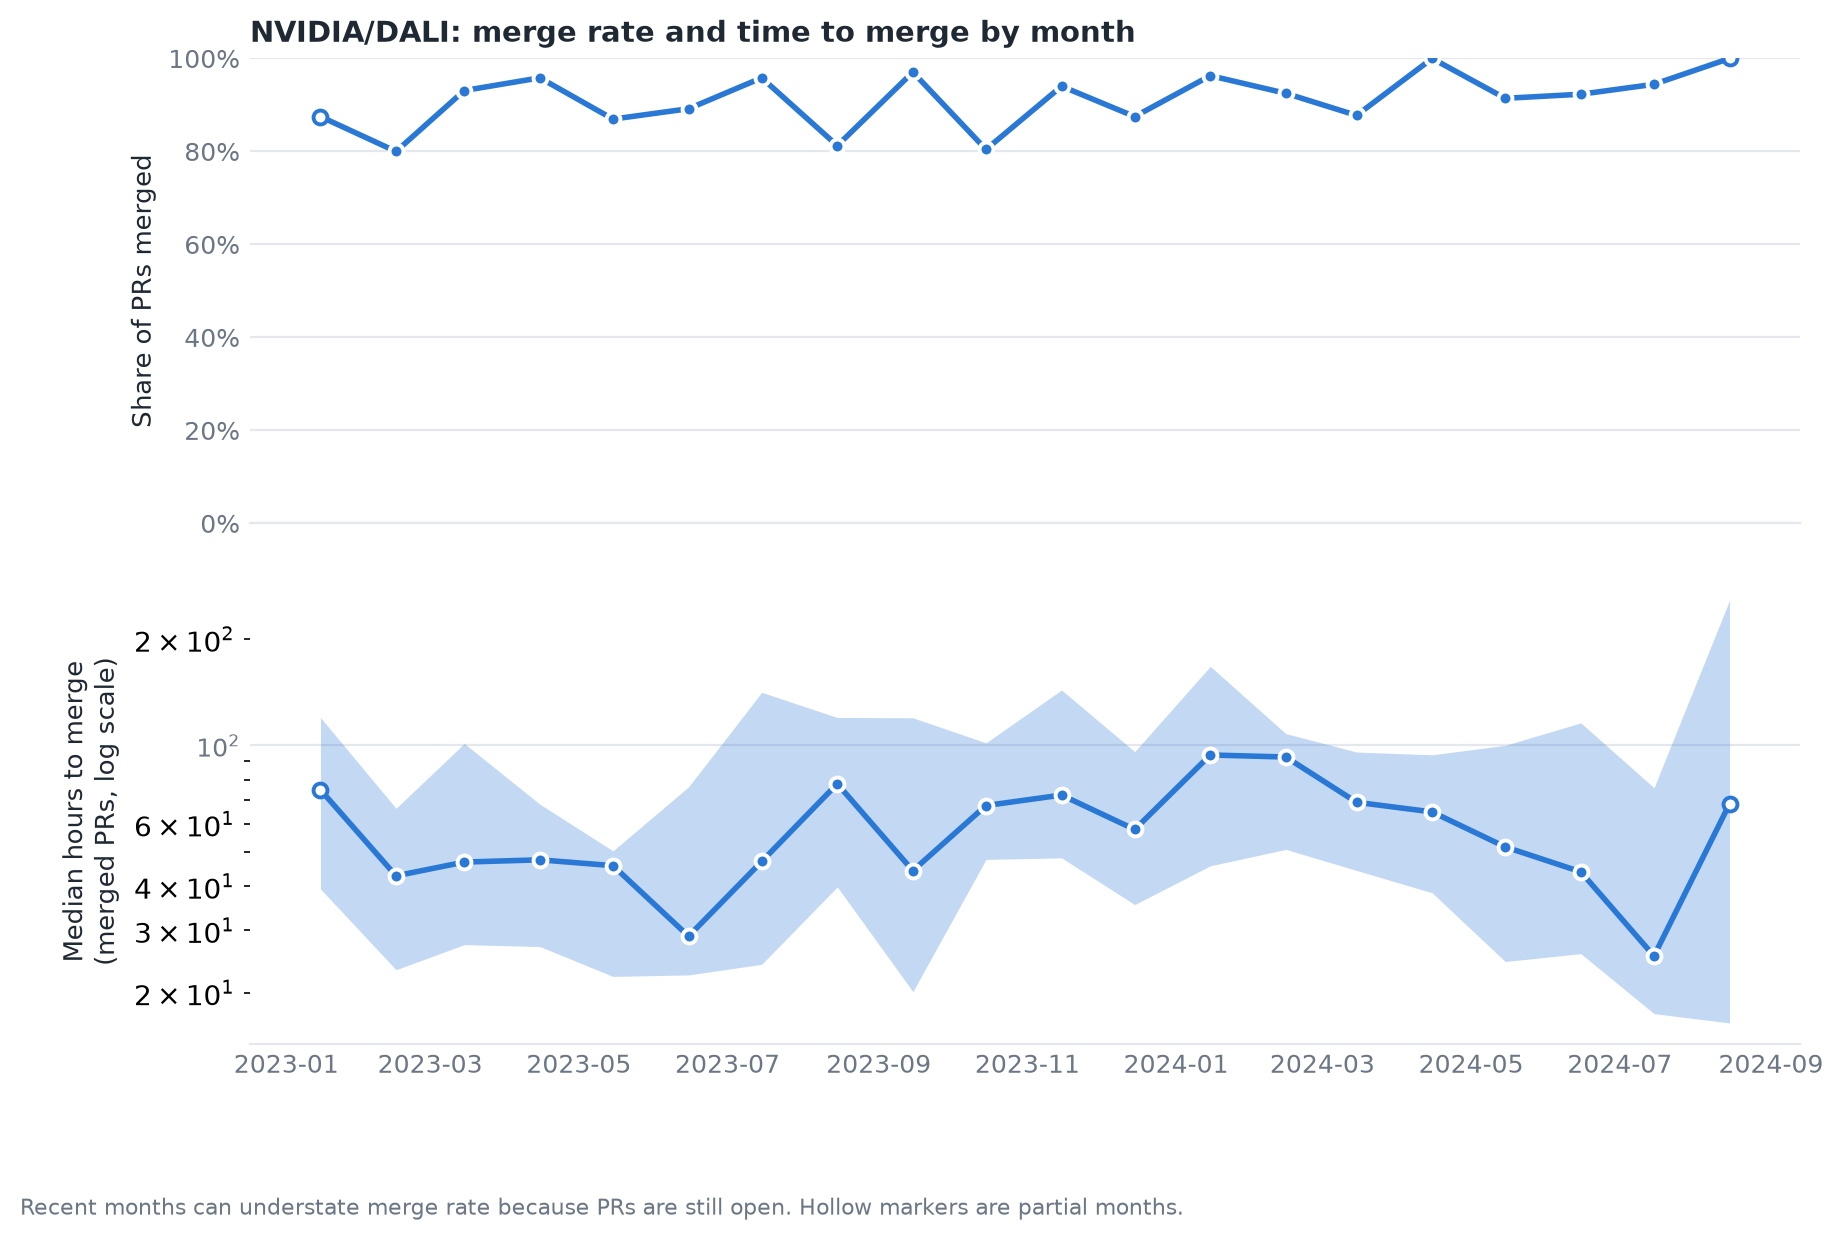 NVIDIA/DALI: merge rate and time to merge by month
100%
80%
60%
40%
20%
0%
Share of PRs merged
2 × 10²
10²
6 × 10¹
4 × 10¹
3 × 10¹
2 × 10¹
Median hours to merge
(merged PRs, log scale)
2023-01 2023-03 2023-05 2023-07 2023-09 2023-11 2024-01 2024-03 2024-05 2024-07 2024-09
Recent months can understate merge rate because PRs are still open. Hollow markers are partial months.